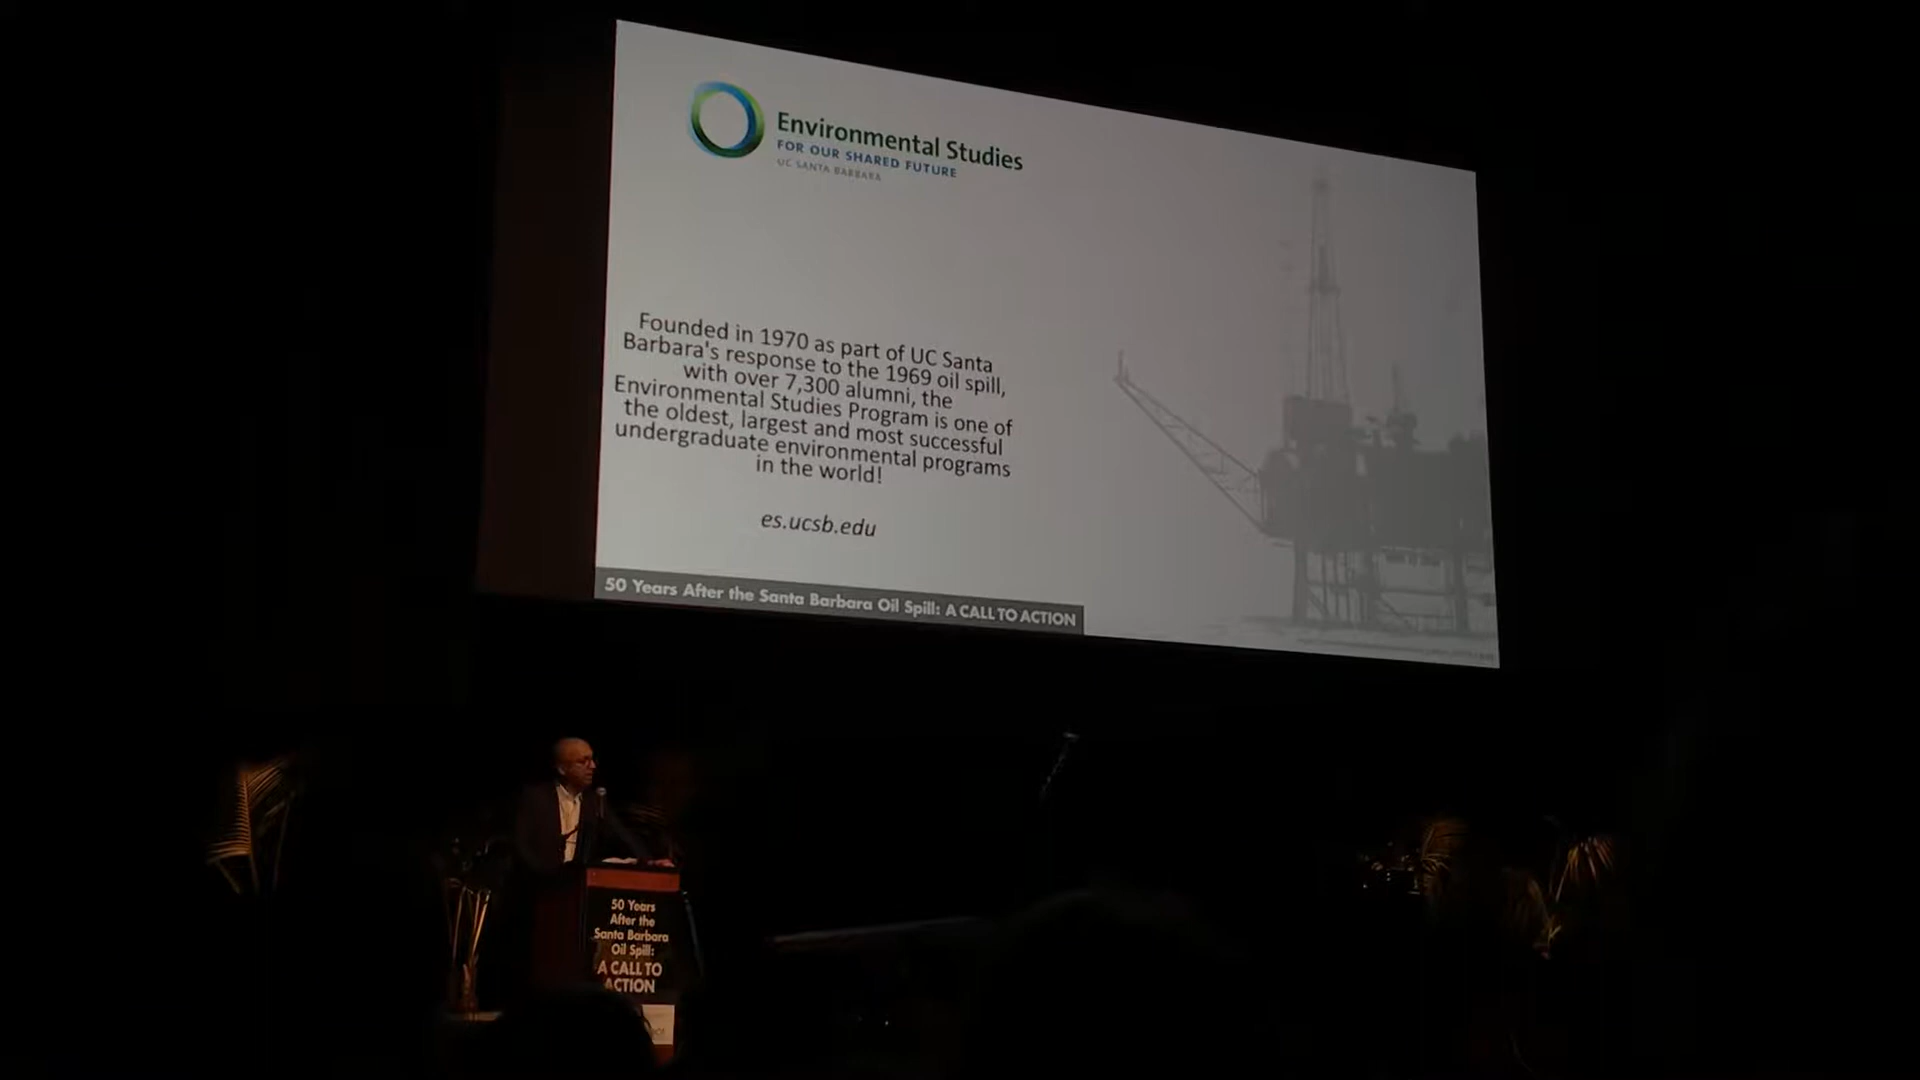 Environmental Studies
FOR OUR SHARED FUTURE
UC SANTA BARBARA
Founded in 1970 as part of UC Santa
Barbara's response to the 1969 oil spill,
with over 7,300 alumni, the
Environmental Studies Program is one of
the oldest, largest and most successful
undergraduate environmental programs
in the world!
es.ucsb.edu
50 Years After the Santa Barbara Oil Spill: A CALL TO ACTION
50 Years
After the
Santa Barbara
Oil Spill:
A CALL TO
ACTION